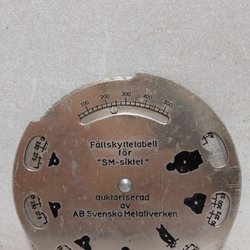 100 200 300 400 500
Fältskyttetabell
för
"SM-siktet"
auktoriserad
av
AB Svenska Metallverken